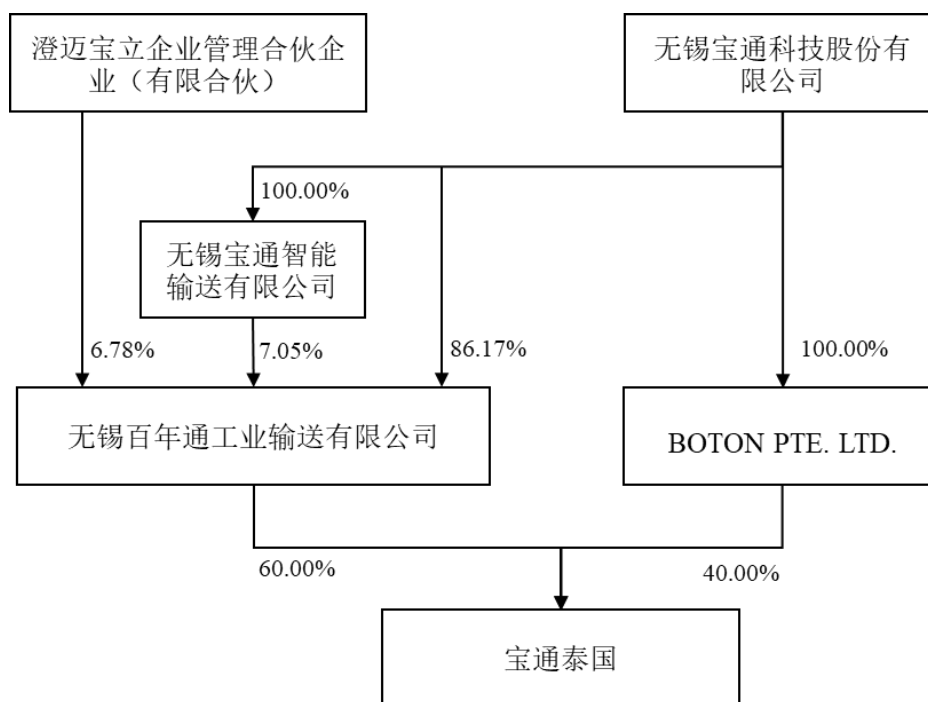 澄迈宝立企业管理合伙企
业（有限合伙）
无锡宝通科技股份有
限公司
100.00%
无锡宝通智能
输送有限公司
6.78%
7.05%
86.17%
100.00%
无锡百年通工业输送有限公司
BOTON PTE. LTD.
60.00%
40.00%
宝通泰国